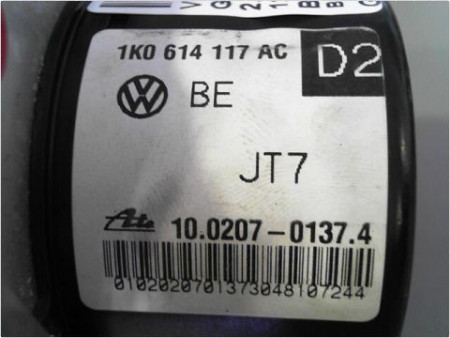 1K0 614 117 AC
D2
BE
JT7
Ate 10.0207-0137.4
0102020701373048107244